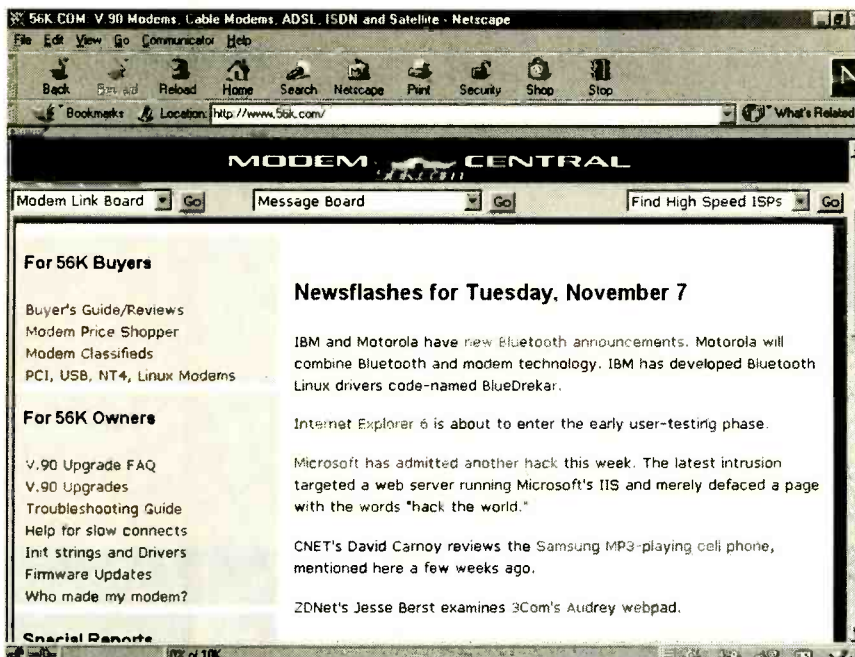 56K.COM: V.90 Modems, Cable Modems, ADSL, ISDN and Satellite - Netscape
File Edit View Go Communicator Help
Back Forward Reload Home Search Netscape Print Security Shop Stop
Bookmarks Location: http://www.56k.com/ What's Related
MODEM 56K.COM CENTRAL
Modem Link Board Go Message Board Go Find High Speed ISPs Go
For 56K Buyers
Buyer's Guide/Reviews
Modem Price Shopper
Modem Classifieds
PCI, USB, NT4, Linux Modems
For 56K Owners
V.90 Upgrade FAQ
V.90 Upgrades
Troubleshooting Guide
Help for slow connects
Init strings and Drivers
Firmware Updates
Who made my modem?
Special Reports
Newsflashes for Tuesday, November 7
IBM and Motorola have new Bluetooth announcements. Motorola will
combine Bluetooth and modem technology. IBM has developed Bluetooth
Linux drivers code-named BlueDrekar.
Internet Explorer 6 is about to enter the early user-testing phase.
Microsoft has admitted another hack this week. The latest intrusion
targeted a web server running Microsoft's IIS and merely defaced a page
with the words "hack the world."
CNET's David Carnoy reviews the Samsung MP3-playing cell phone,
mentioned here a few weeks ago.
ZDNet's Jesse Berst examines 3Com's Audrey webpad.
0% of 10K